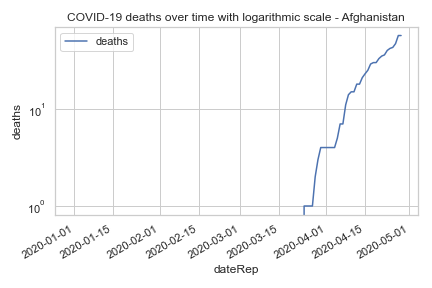 COVID-19 deaths over time with logarithmic scale - Afghanistan
deaths
deaths
10¹
10⁰
2020-01-01
2020-01-15
2020-02-01
2020-02-15
2020-03-01
2020-03-15
2020-04-01
2020-04-15
2020-05-01
dateRep